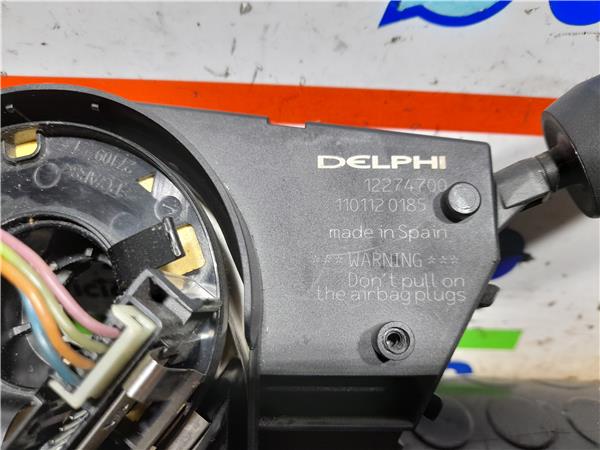 DELPHI
12274700
110112 0185
made in Spain
*** WARNING ***
Don't pull on
the airbag plugs